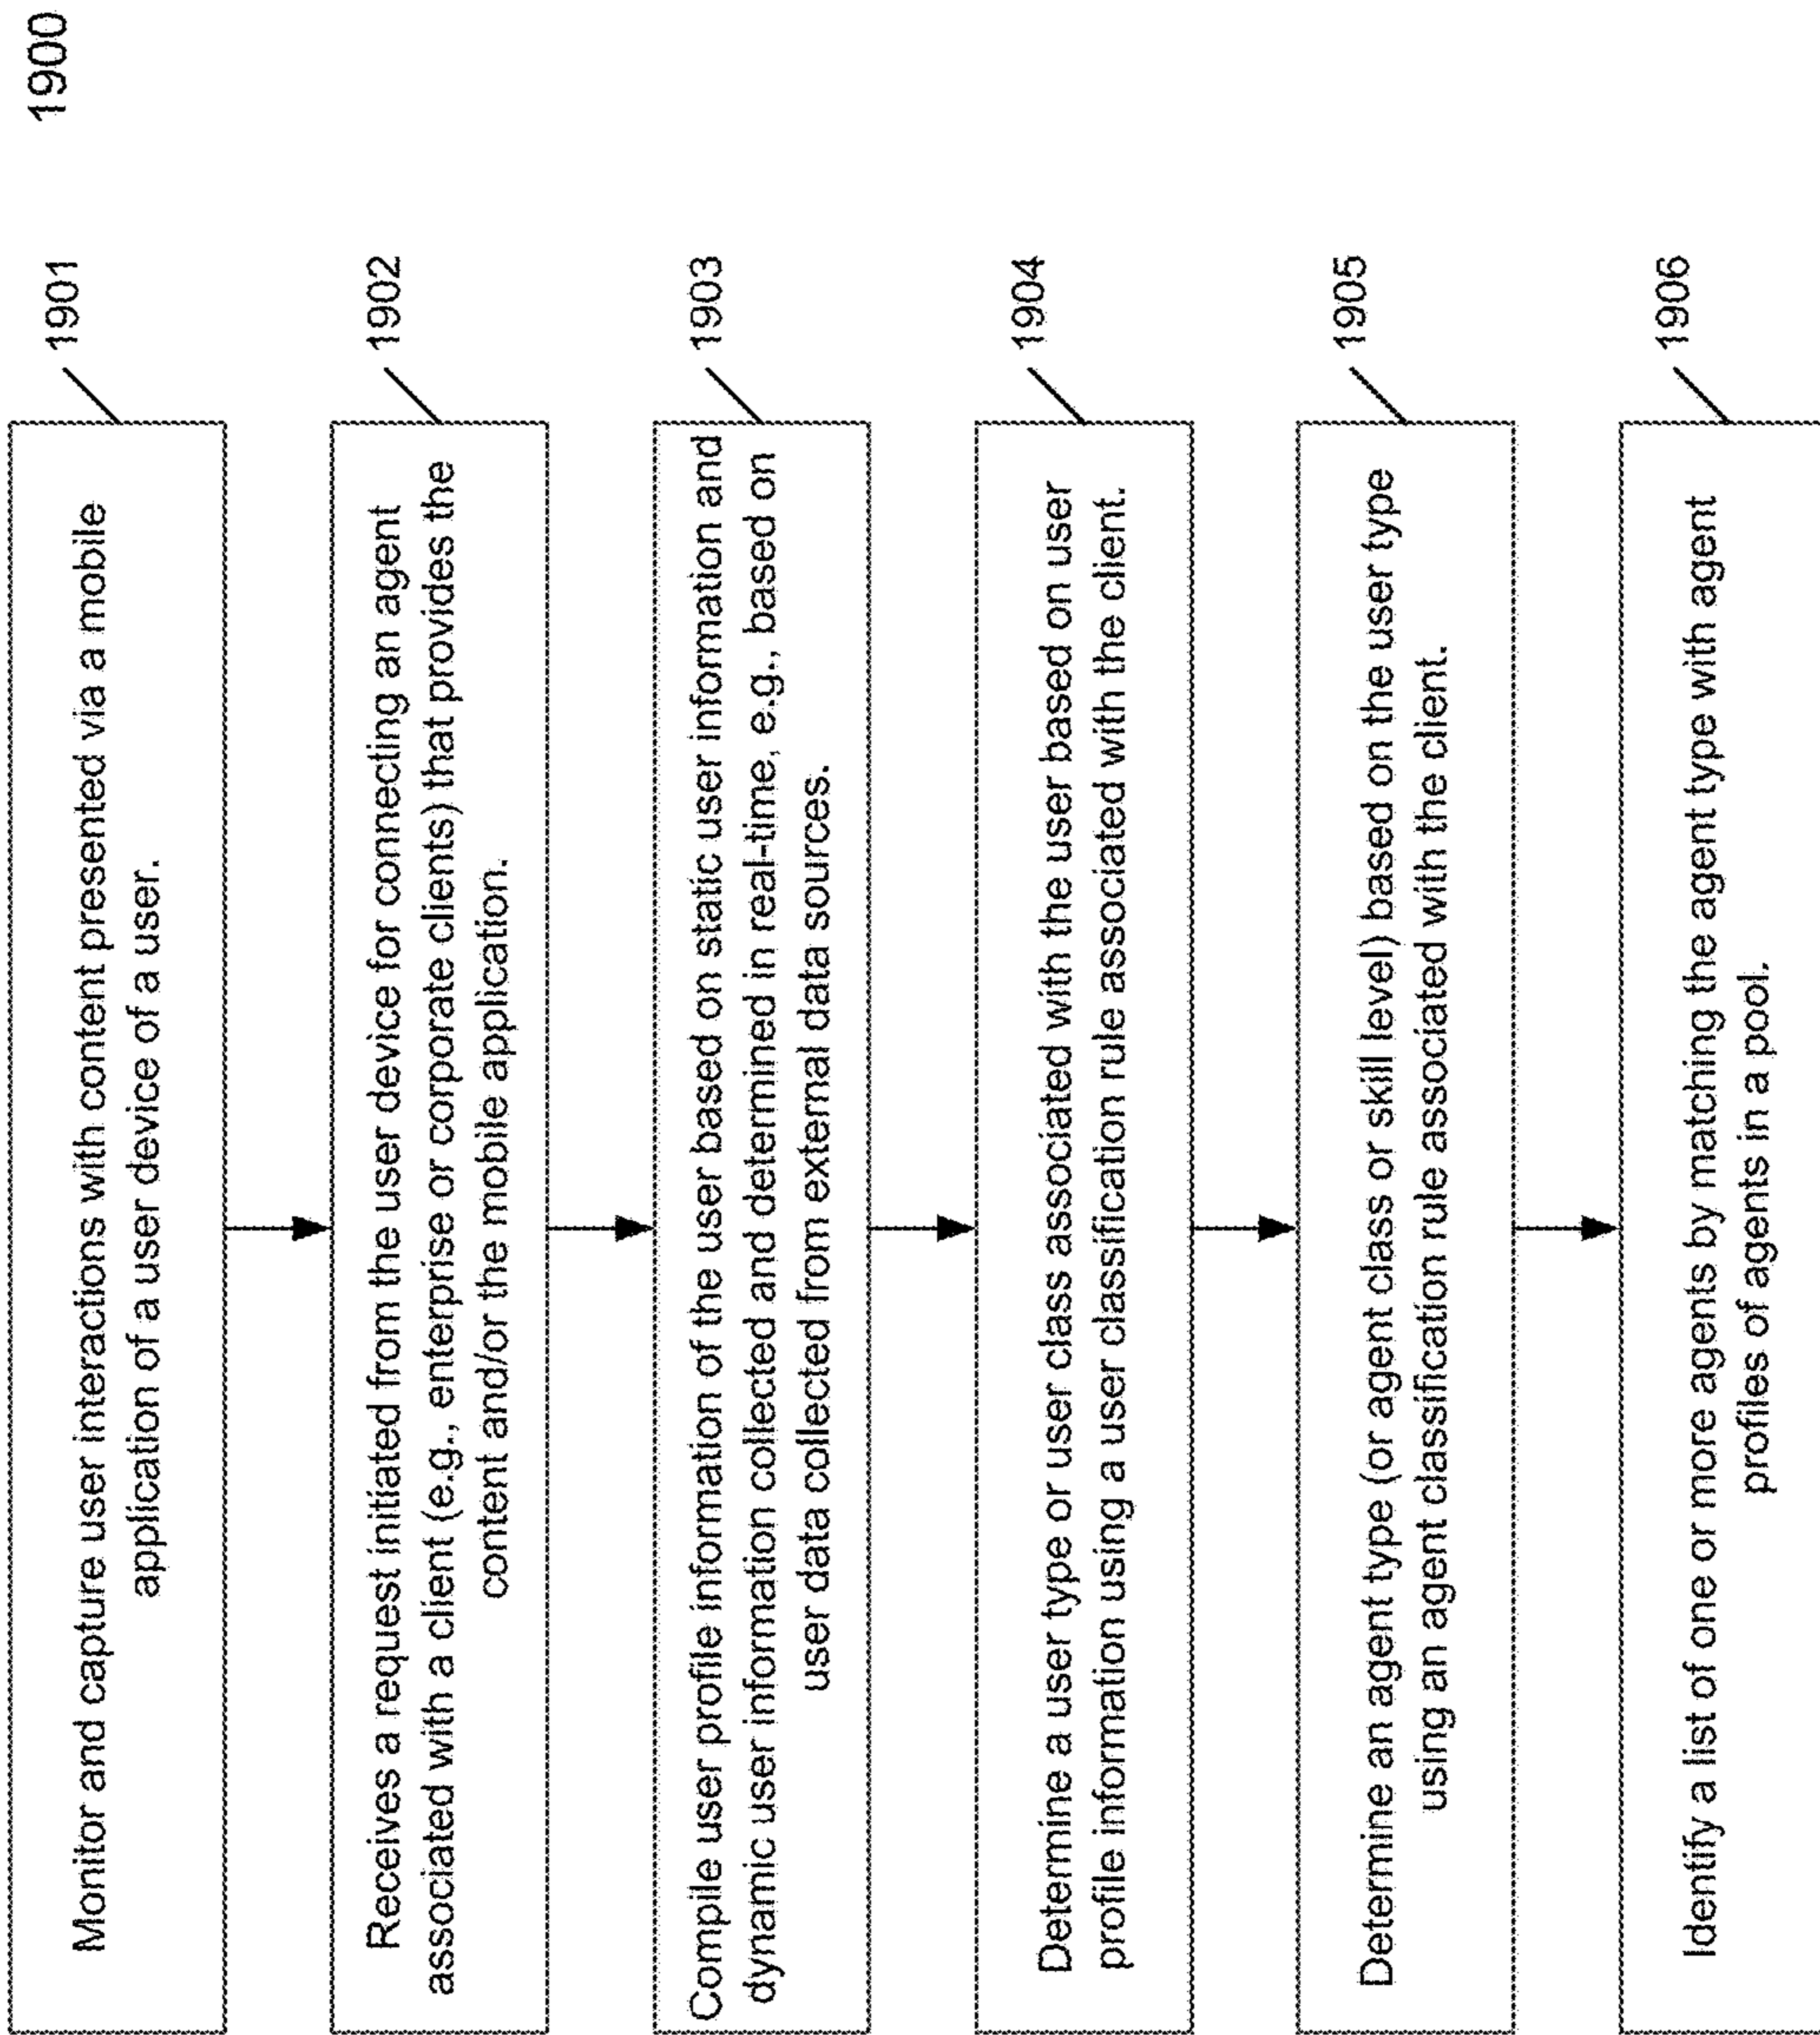 1900
Monitor and capture user interactions with content presented via a mobile
application of a user device of a user.
1901
Receives a request initiated from the user device for connecting an agent
associated with a client (e.g., enterprise or corporate clients) that provides the
content and/or the mobile application.
1902
Compile user profile information of the user based on static user information and
dynamic user information collected and determined in real-time, e.g., based on
user data collected from external data sources.
1903
Determine a user type or user class associated with the user based on user
profile information using a user classification rule associated with the client.
1904
Determine an agent type (or agent class or skill level) based on the user type
using an agent classification rule associated with the client.
1905
Identify a list of one or more agents by matching the agent type with agent
profiles of agents in a pool.
1906